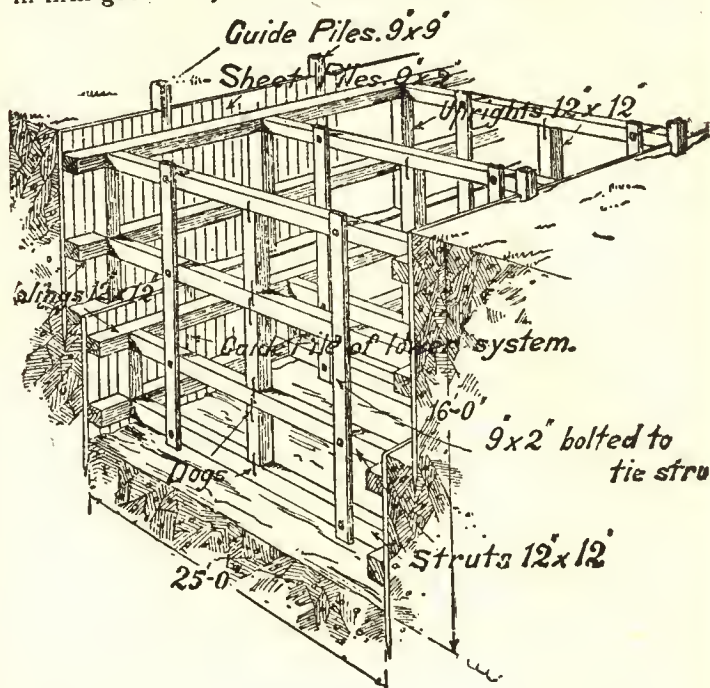 Guide Piles. 9"x9"
Sheet Piles. 9"x2"
Uprights 12"x12"
alings 12"x12"
Guide Pile of lower system.
16'-0"
9"x2" bolted to
tie stru
Dogs
Struts 12"x12"
25'-0"